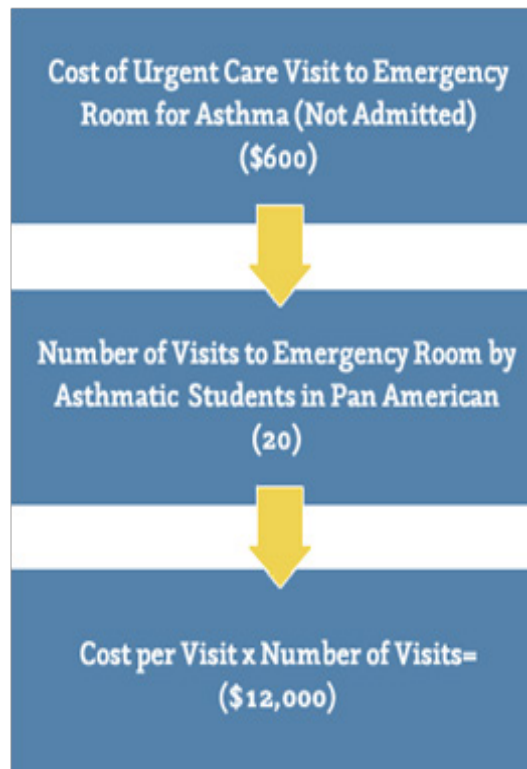 Cost of Urgent Care Visit to Emergency
Room for Asthma (Not Admitted)
($600)
Number of Visits to Emergency Room by
Asthmatic Students in Pan American
(20)
Cost per Visit x Number of Visits=
($12,000)